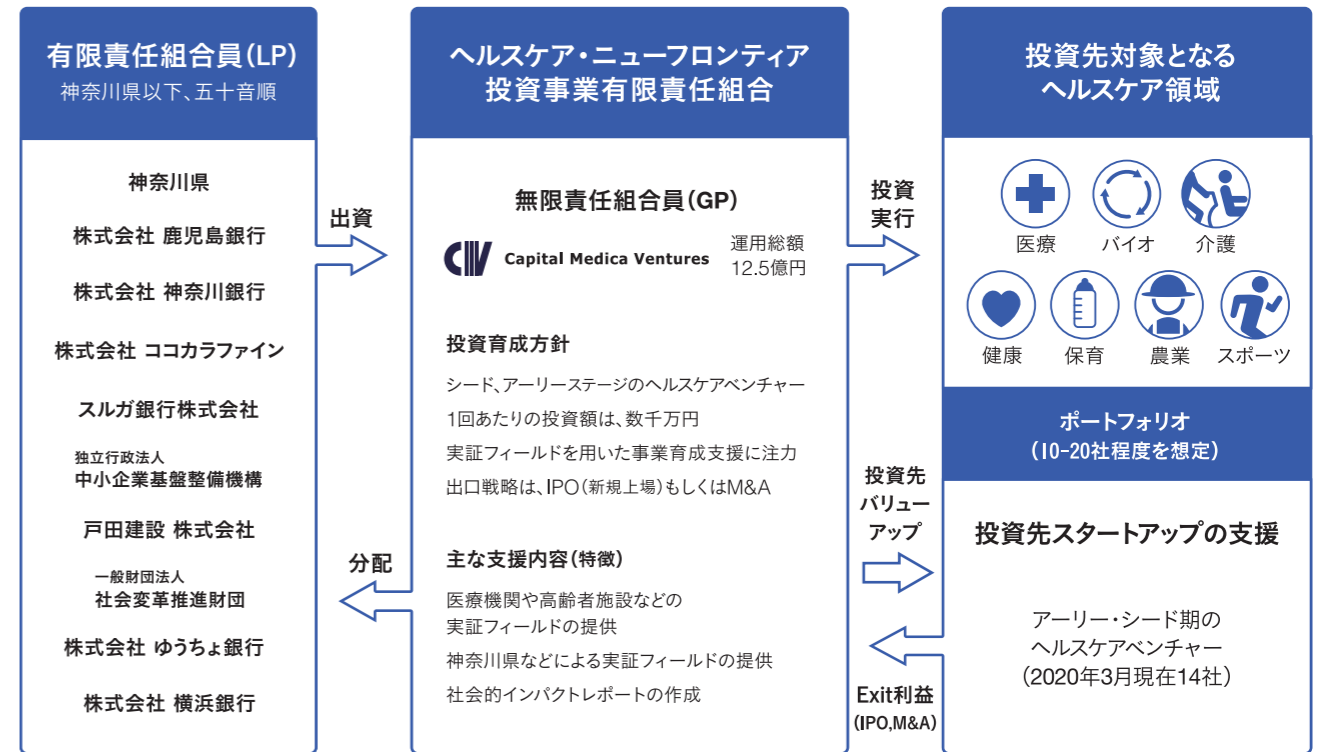 有限責任組合員(LP)
神奈川県以下、五十音順
神奈川県
株式会社 鹿児島銀行
株式会社 神奈川銀行
株式会社 ココカラファイン
スルガ銀行株式会社
独立行政法人
中小企業基盤整備機構
戸田建設 株式会社
一般財団法人
社会変革推進財団
株式会社 ゆうちょ銀行
株式会社 横浜銀行
出資
分配
ヘルスケア・ニューフロンティア
投資事業有限責任組合
無限責任組合員(GP)
CMV Capital Medica Ventures
運用総額
12.5億円
投資育成方針
シード、アーリーステージのヘルスケアベンチャー
1回あたりの投資額は、数千万円
実証フィールドを用いた事業育成支援に注力
出口戦略は、IPO(新規上場)もしくはM&A
主な支援内容(特徴)
医療機関や高齢者施設などの
実証フィールドの提供
神奈川県などによる実証フィールドの提供
社会的インパクトレポートの作成
投資
実行
投資先
バリュー
アップ
Exit利益
(IPO,M&A)
投資先対象となる
ヘルスケア領域
医療 バイオ 介護
健康 保育 農業 スポーツ
ポートフォリオ
(10-20社程度を想定)
投資先スタートアップの支援
アーリー・シード期の
ヘルスケアベンチャー
(2020年3月現在14社)